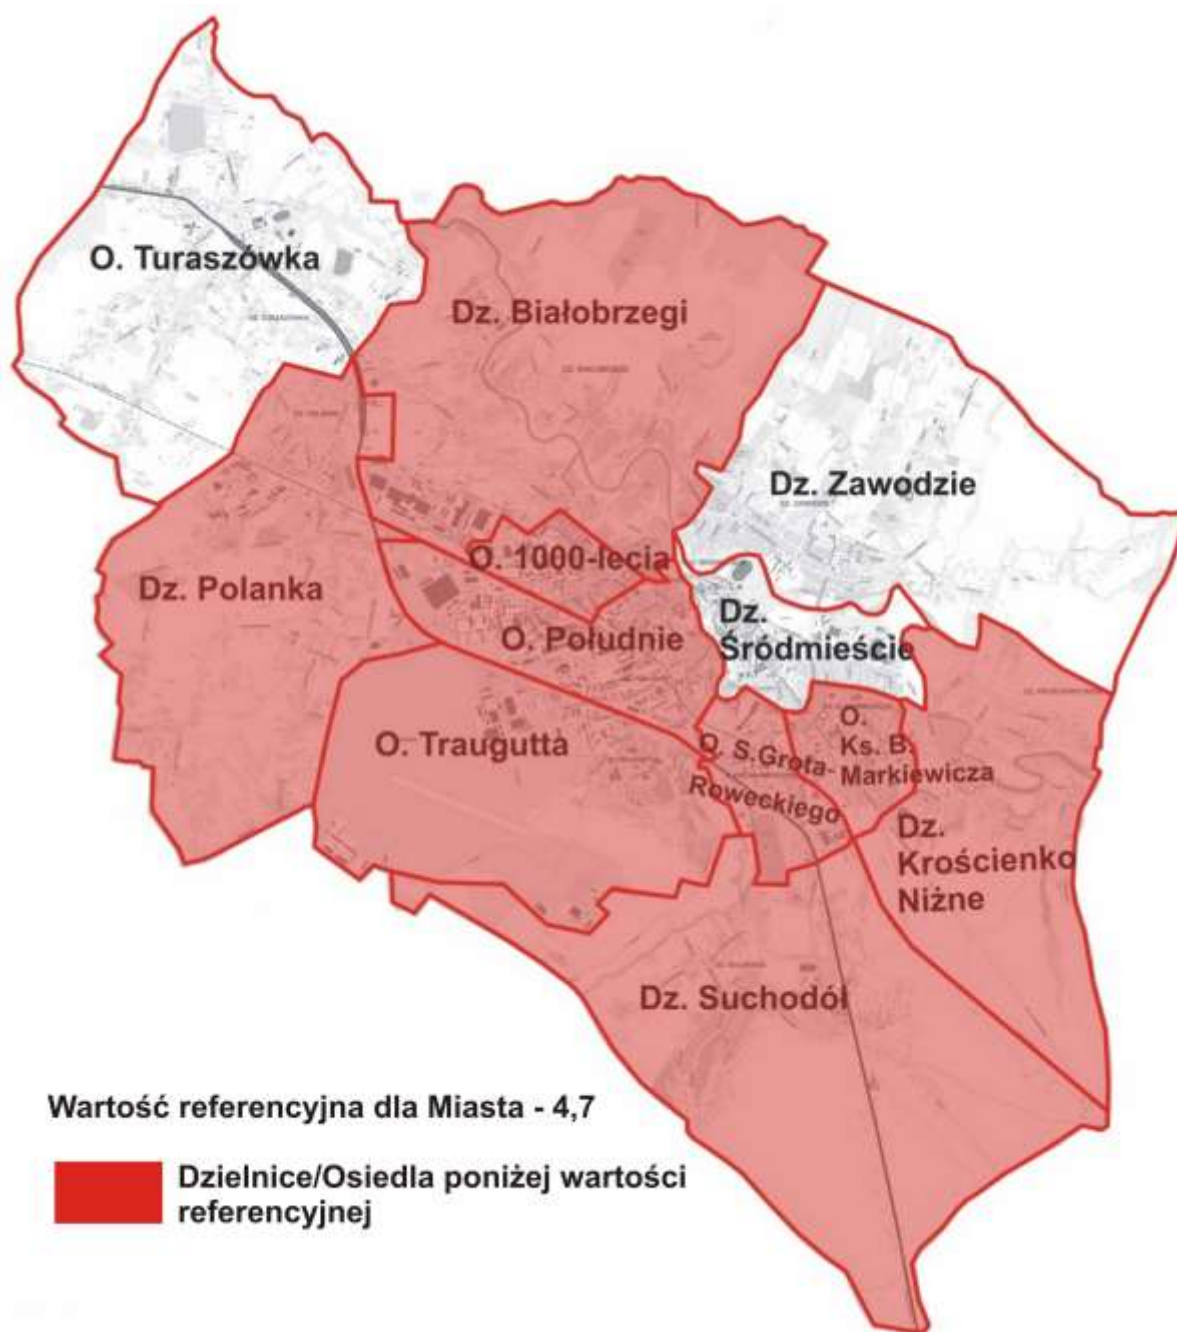 O. Turaszówka
Dz. Białobrzegi
Dz. Zawodzie
O. 1000-lecia
Dz. Polanka
Dz.
Śródmieście
O. Południe
O.
Ks. B.
Markiewicza
O. Traugutta
O. S.Grota-
Roweckiego
Dz.
Krościenko
Niżne
Dz. Suchodół
Wartość referencyjna dla Miasta - 4,7
Dzielnice/Osiedla poniżej wartości
referencyjnej